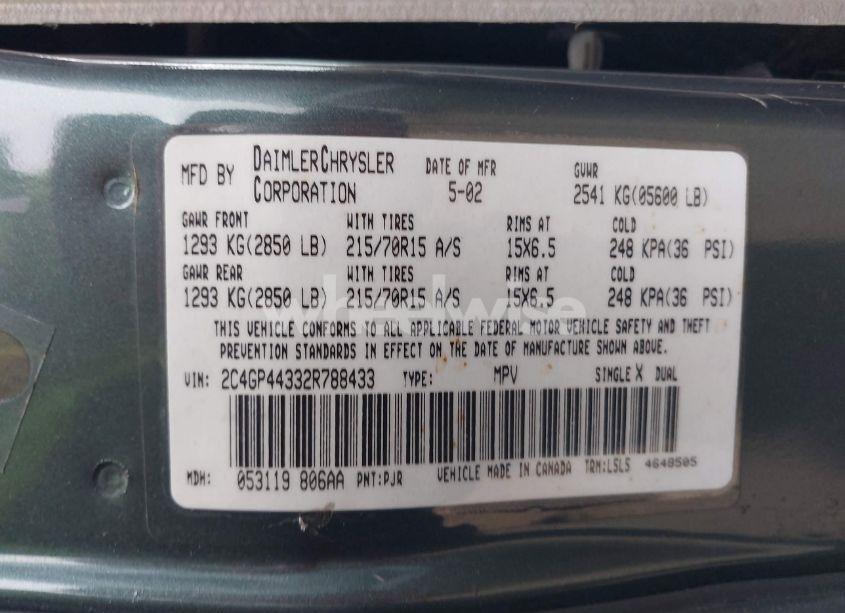 MFD BY DAIMLERCHRYSLER CORPORATION DATE OF MFR 5-02 GVWR 2541 KG(05600 LB)
GAWR FRONT WITH TIRES RIMS AT COLD
1293 KG(2850 LB) 215/70R15 A/S 15X6.5 248 KPA(36 PSI)
GAWR REAR WITH TIRES RIMS AT COLD
1293 KG(2850 LB) 215/70R15 A/S 15X6.5 248 KPA(36 PSI)
wheelwise
THIS VEHICLE CONFORMS TO ALL APPLICABLE FEDERAL MOTOR VEHICLE SAFETY AND THEFT
PREVENTION STANDARDS IN EFFECT ON THE DATE OF MANUFACTURE SHOWN ABOVE.
VIN: 2C4GP44332R788433 TYPE: MPV SINGLE X DUAL
MDH: 053119 806AA PNT:PJR VEHICLE MADE IN CANADA TRM:LSLS 4648505